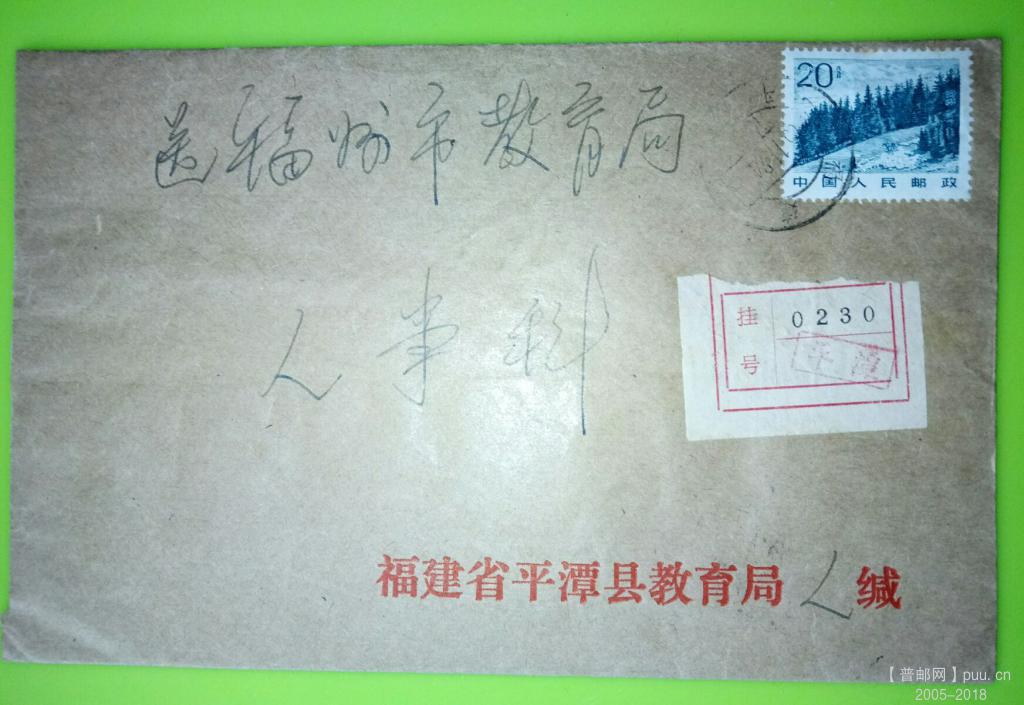 送福州市教育局
20分
中国人民邮政
挂号
0230
平潭
人事科
福建省平潭县教育局人缄
【普邮网】puu.cn
2005-2018